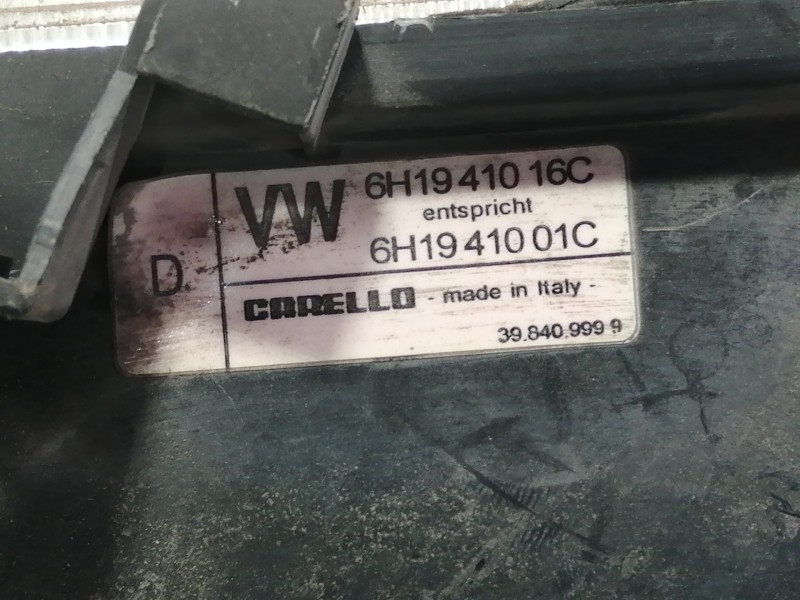 D
VW
6H19 410 16C
entspricht
6H19 410 01C
CARELLO - made in Italy -
39.840.999 9